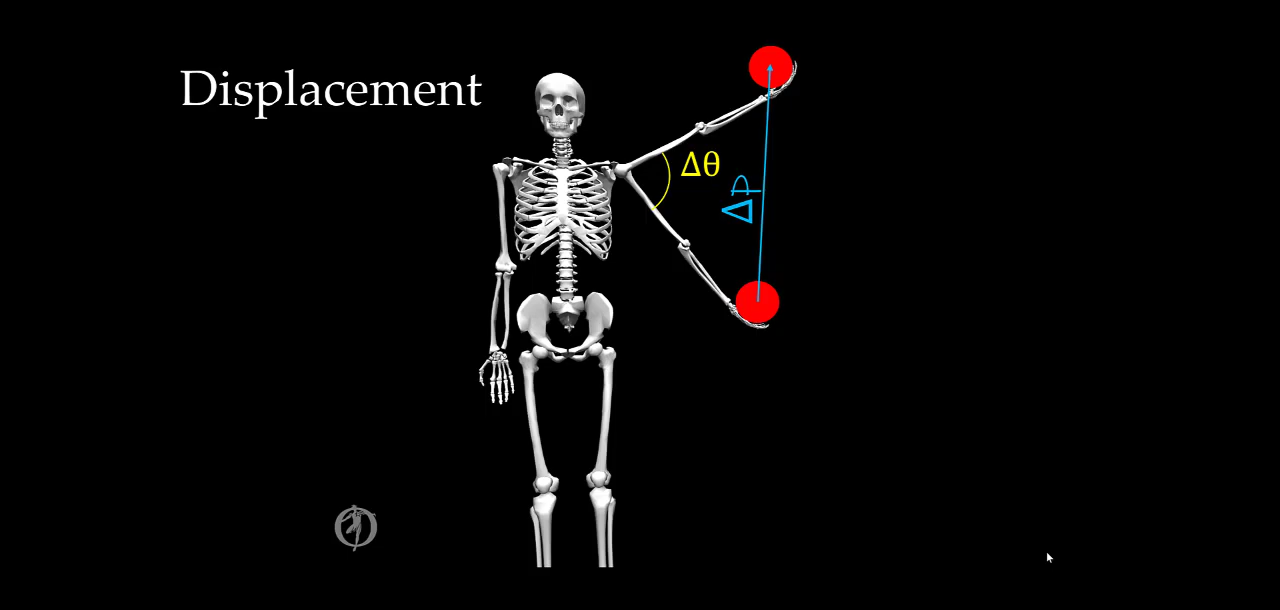 Displacement
Δθ
Δp